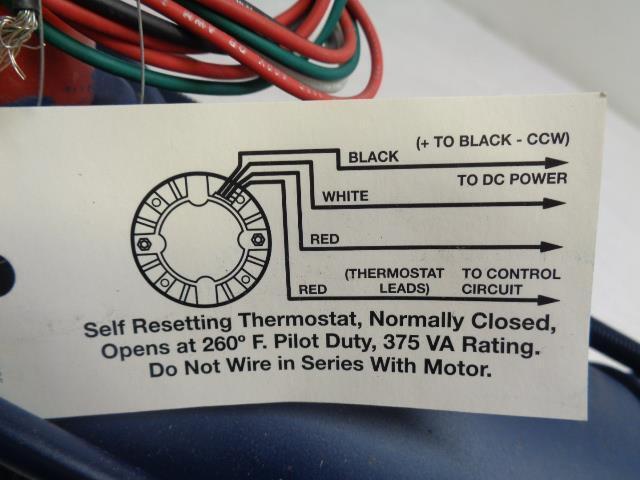 (+ TO BLACK - CCW)
BLACK
TO DC POWER
WHITE
RED
(THERMOSTAT TO CONTROL
RED LEADS) CIRCUIT
Self Resetting Thermostat, Normally Closed,
Opens at 260º F. Pilot Duty, 375 VA Rating.
Do Not Wire in Series With Motor.